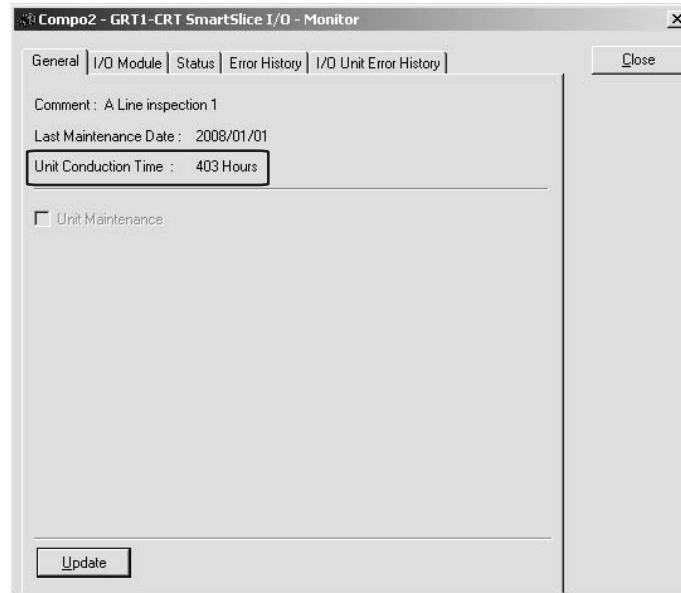 Compo2 - GRT1-CRT SmartSlice I/O - Monitor
General I/O Module Status Error History I/O Unit Error History
Close
Comment : A Line inspection 1
Last Maintenance Date : 2008/01/01
Unit Conduction Time : 403 Hours
Unit Maintenance
Update